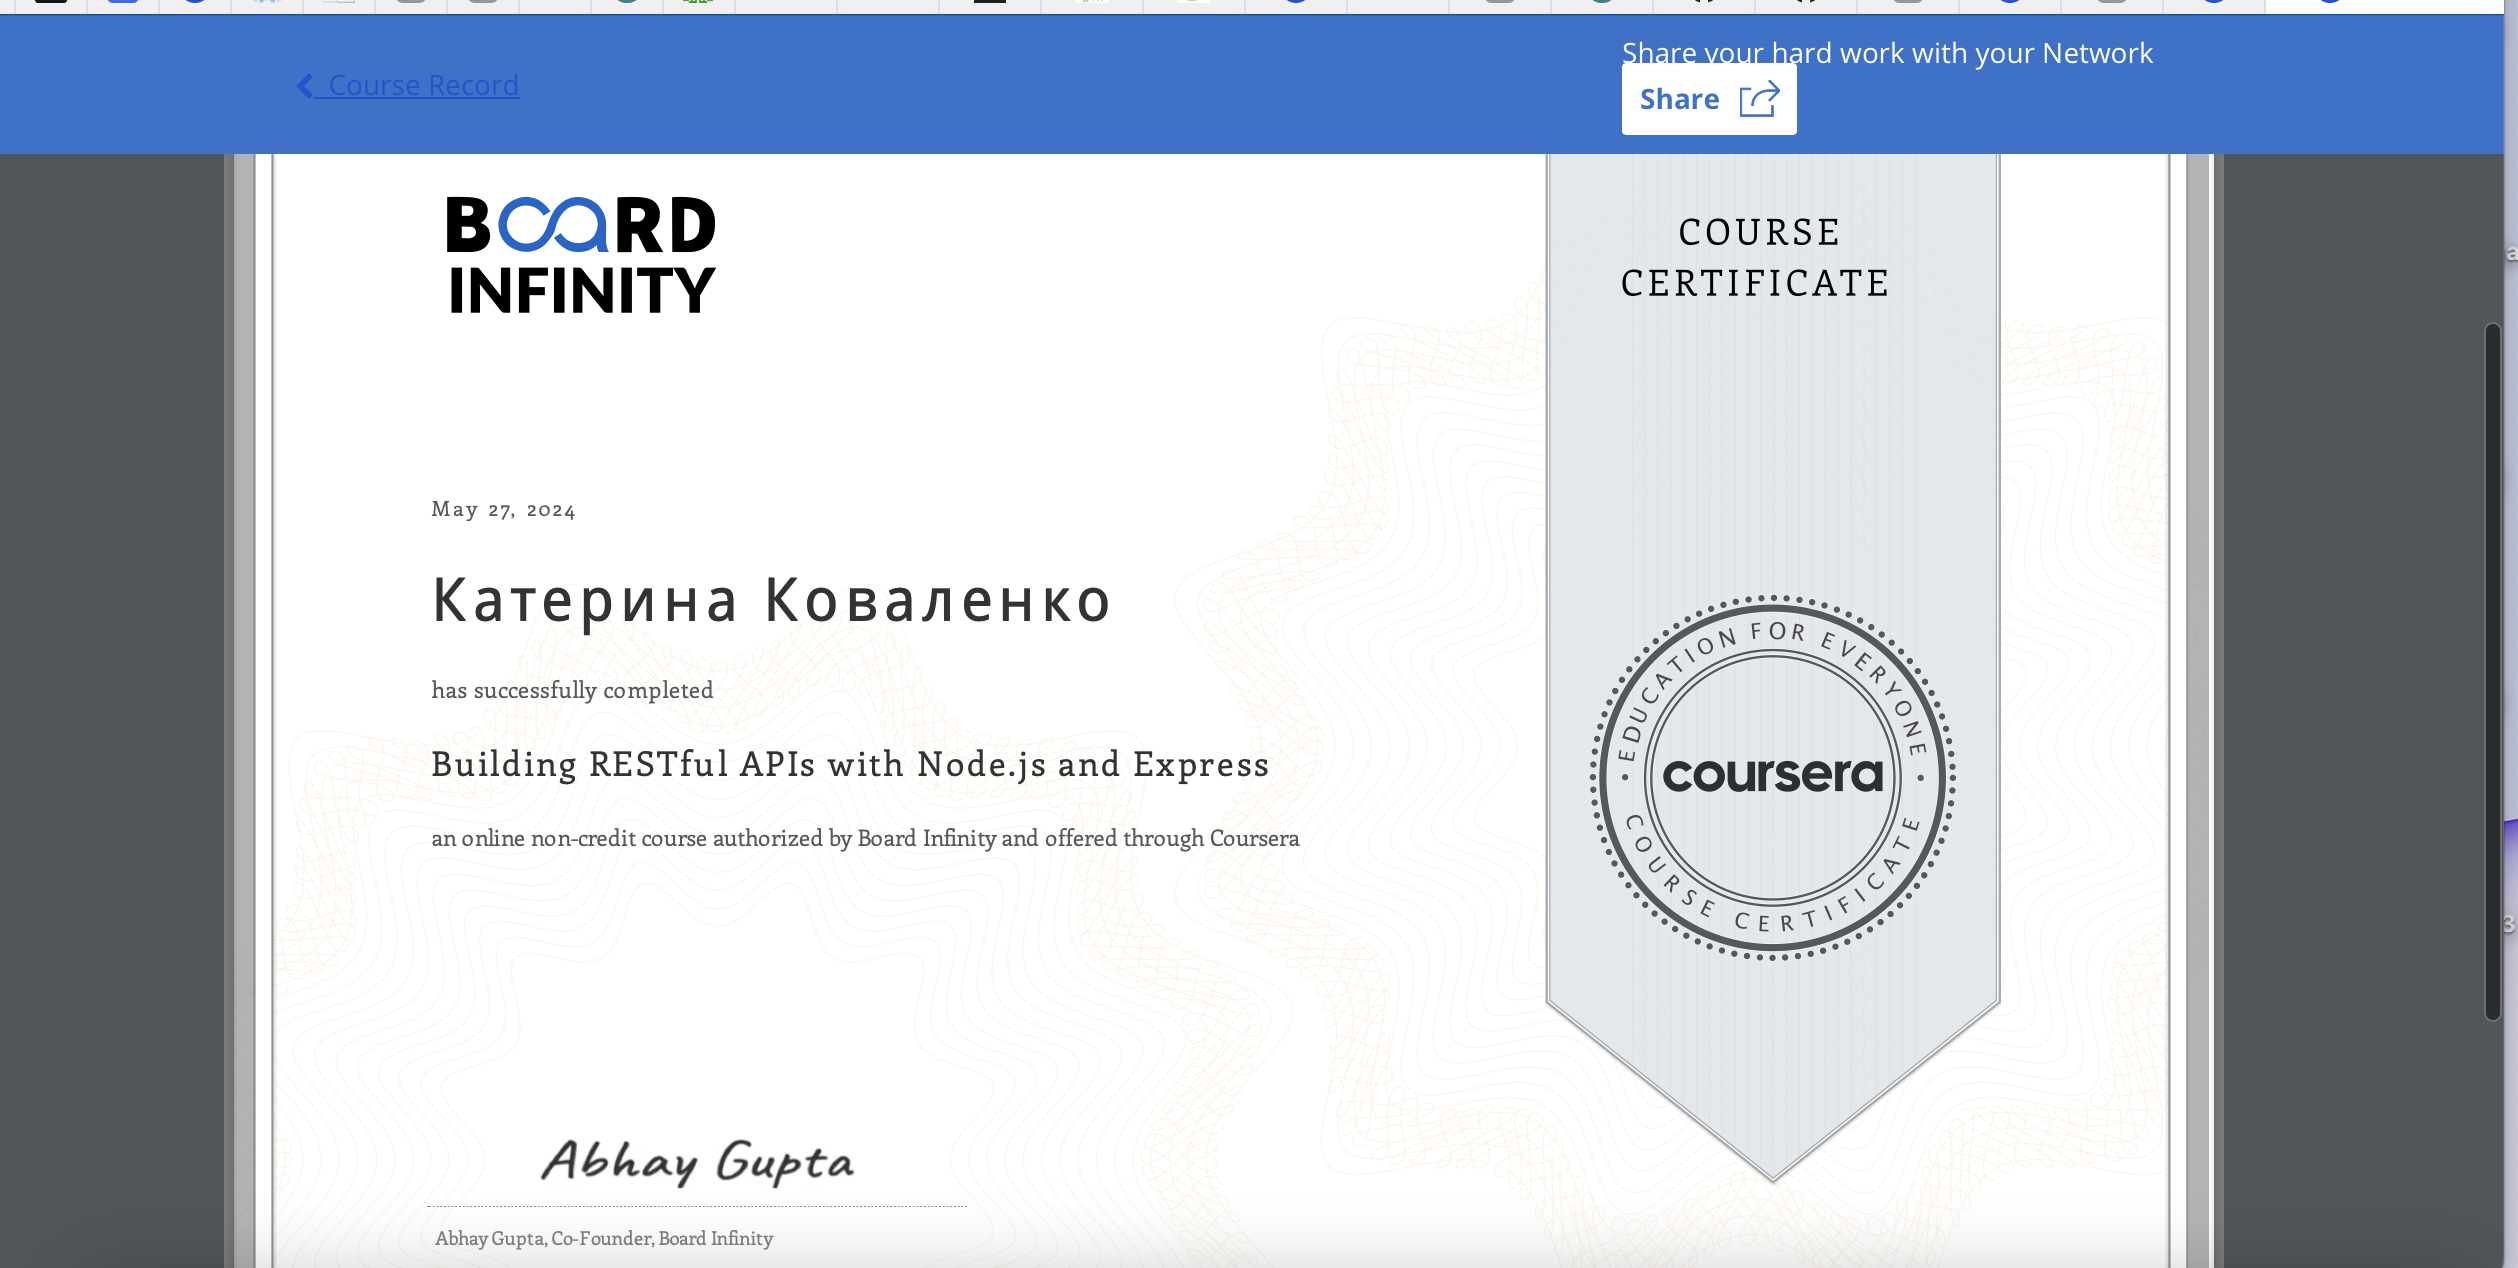 Course Record
Share your hard work with your Network
Share
BOARD
INFINITY
COURSE
CERTIFICATE
May 27, 2024
Катерина Коваленко
has successfully completed
Building RESTful APIs with Node.js and Express
an online non-credit course authorized by Board Infinity and offered through Coursera
EDUCATION FOR EVERYONE
coursera
COURSE CERTIFICATE
Abhay Gupta
Abhay Gupta, Co-Founder, Board Infinity